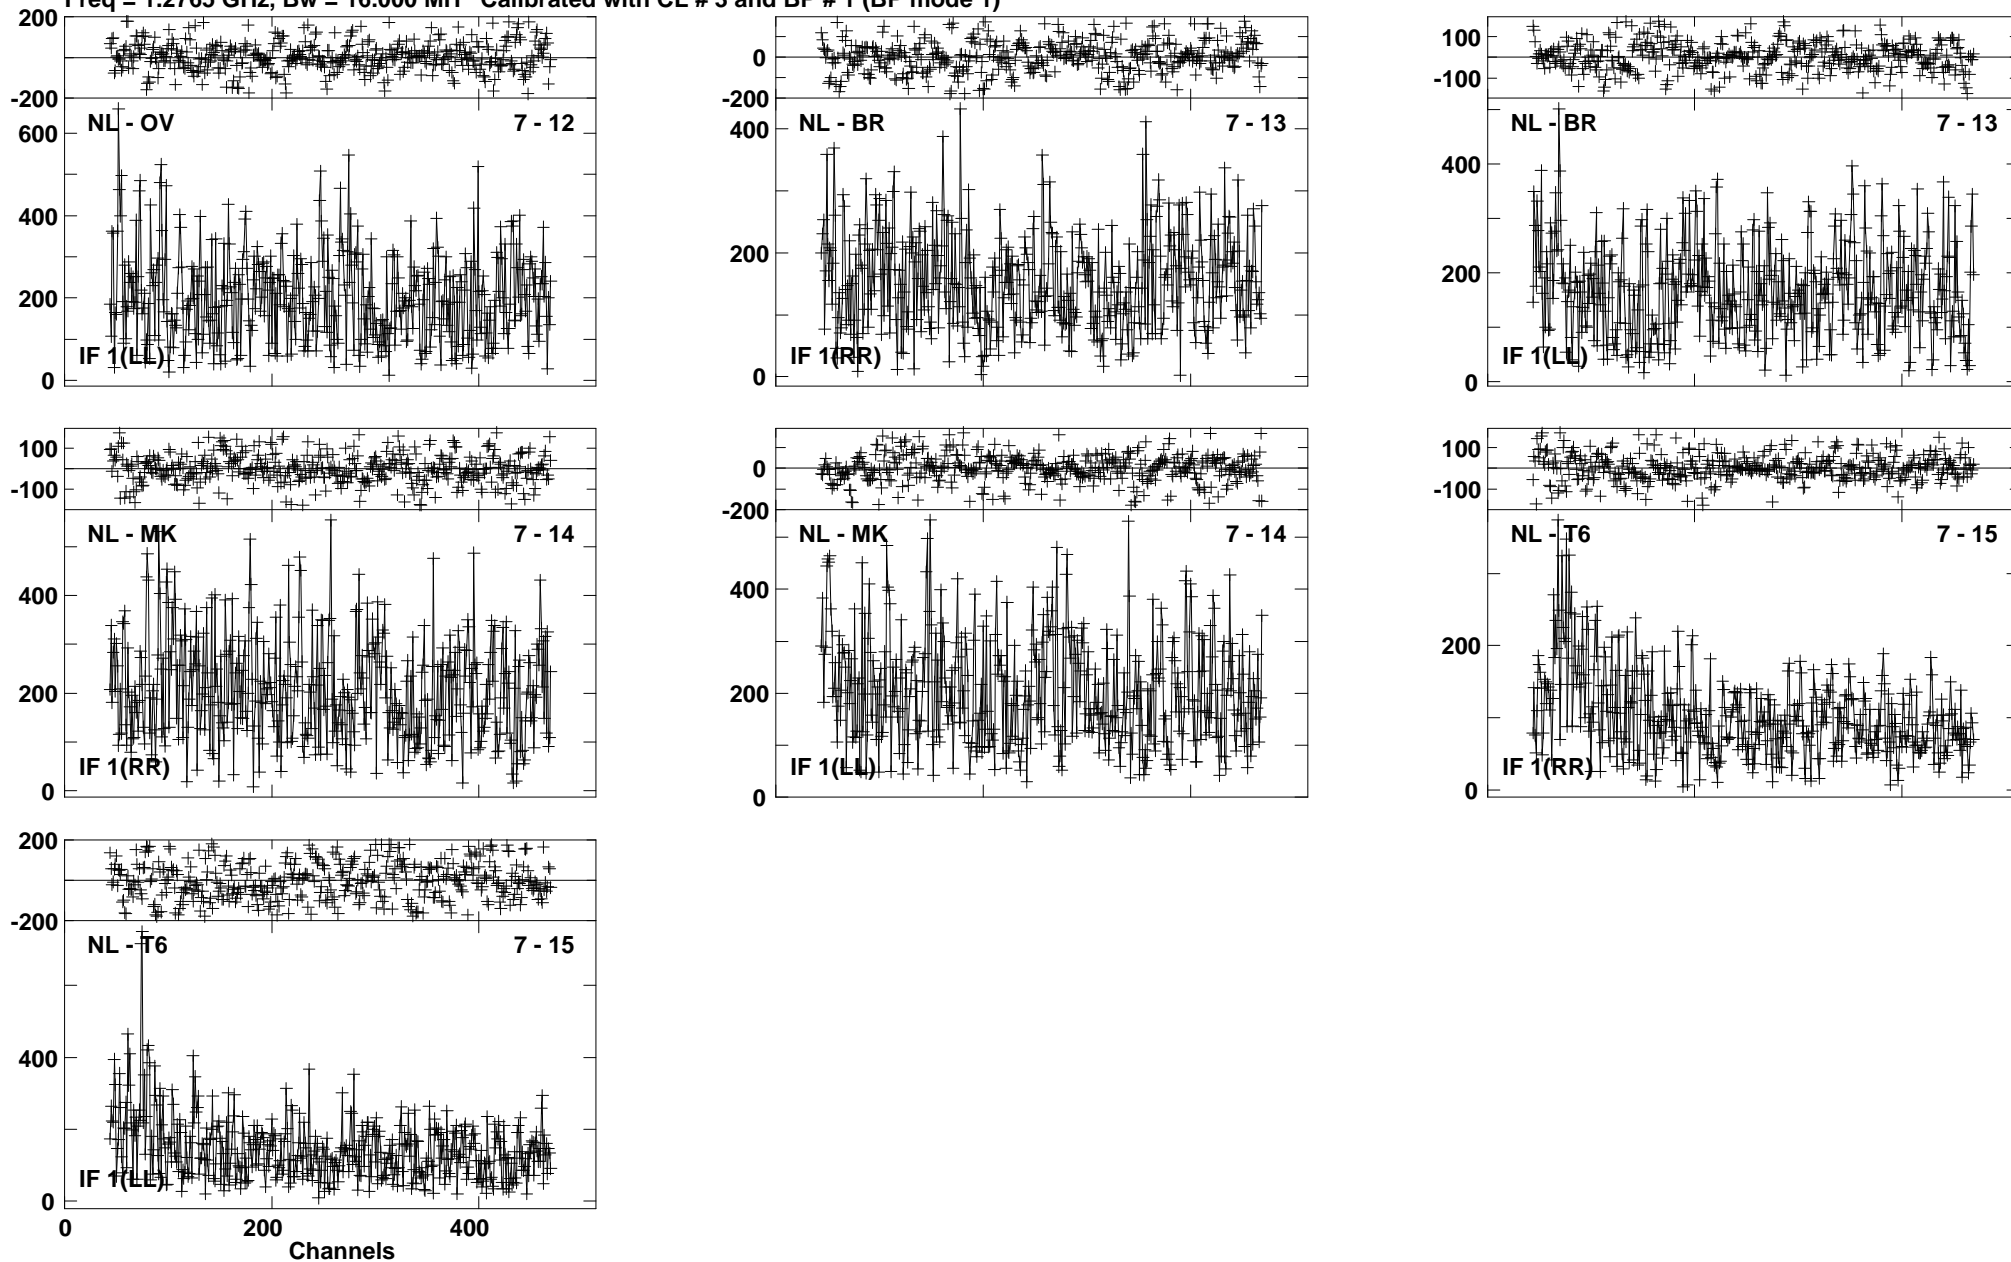 Freq = 1.2765 GHz, Bw = 16.000 MH Calibrated with CL # 3 and BP # 1 (BP mode 1)
200
0
-200
NL - OV 7 - 12
600
400
200
0
IF 1(LL)
0
-200
NL - BR 7 - 13
400
200
0
IF 1(RR)
100
-100
NL - BR 7 - 13
400
200
0
IF 1(LL)
100
-100
NL - MK 7 - 14
400
200
0
IF 1(RR)
0
-200
NL - MK 7 - 14
400
200
0
IF 1(LL)
100
-100
NL - T6 7 - 15
200
0
IF 1(RR)
200
-200
NL - T6 7 - 15
400
0
IF 1(LL)
0 200 400
Channels